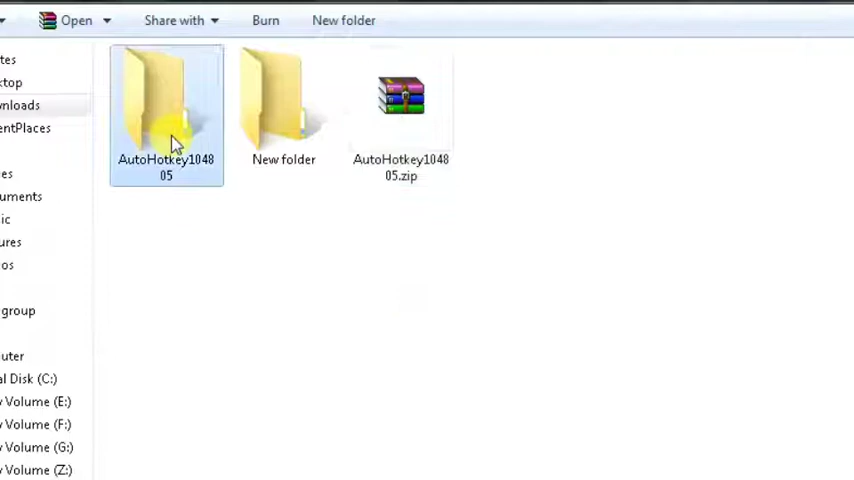 Open
Share with
Burn
New folder
tes
ktop
wnloads
entPlaces
es
uments
ic
ures
os
group
uter
al Disk (C:)
y Volume (E:)
y Volume (F:)
y Volume (G:)
y Volume (Z:)
AutoHotkey1048
05
New folder
AutoHotkey1048
05.zip